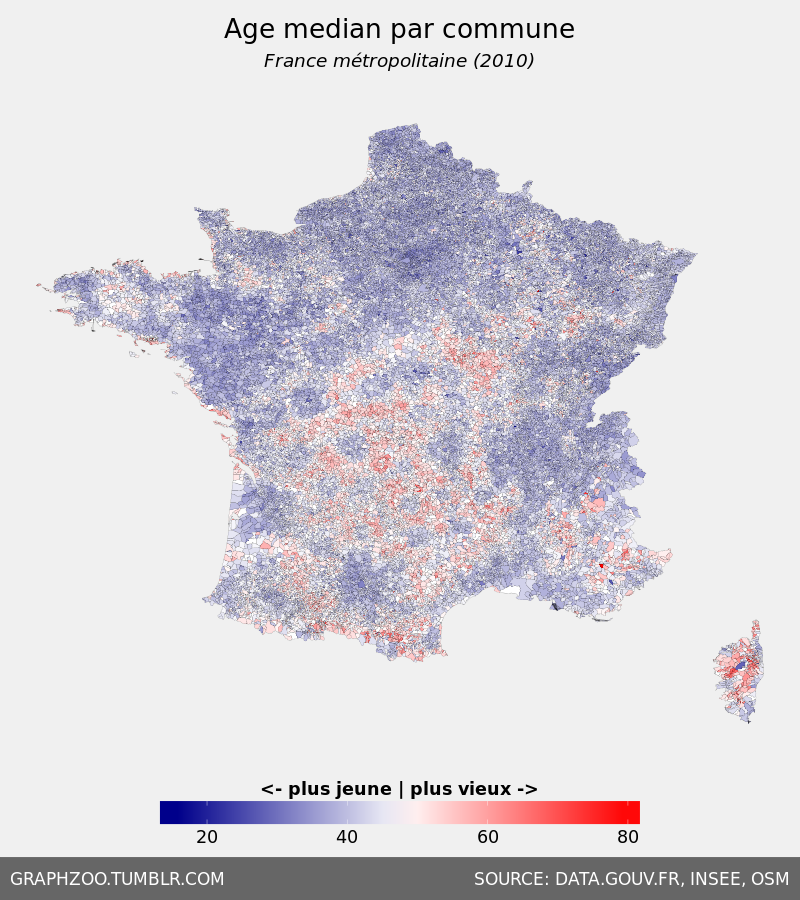 Age median par commune
France métropolitaine (2010)
<- plus jeune | plus vieux ->
20 40 60 80
GRAPHZOO.TUMBLR.COM SOURCE: DATA.GOUV.FR, INSEE, OSM